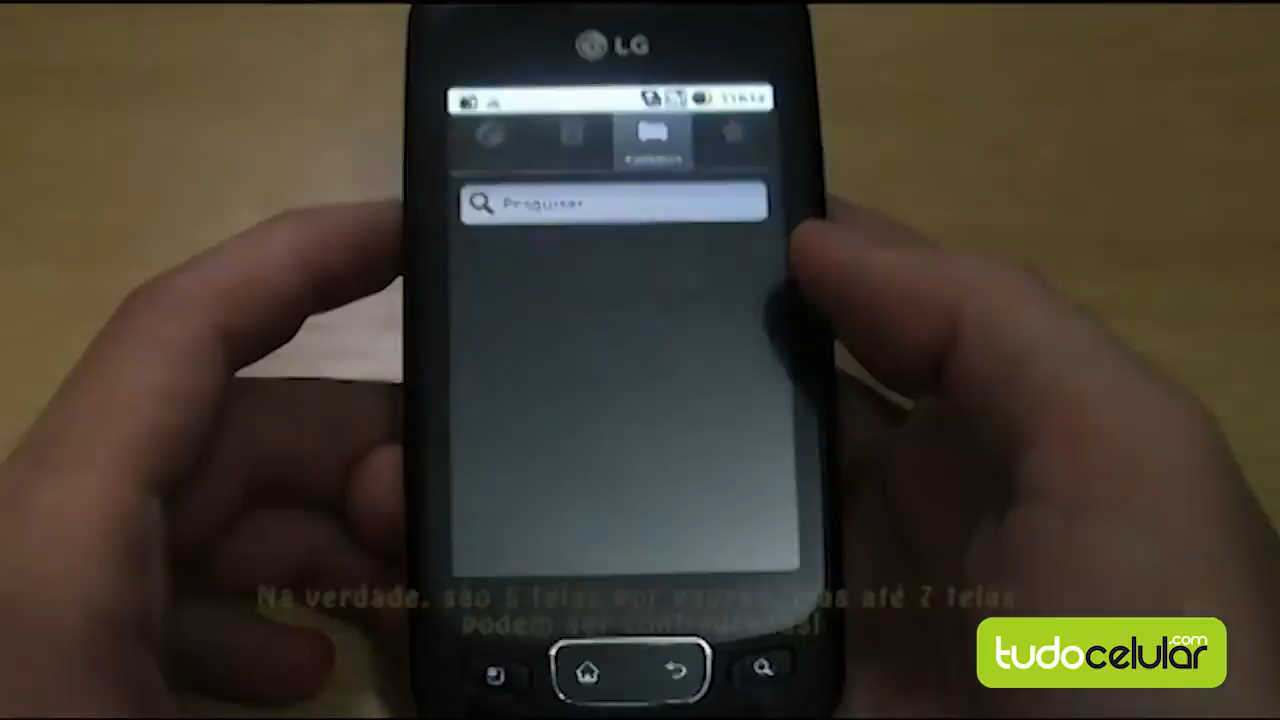 LG
Pesquisar
Na verdade, são 5 telas por padrão, mas até 7 telas
podem ser configuradas!
tudocelular.com